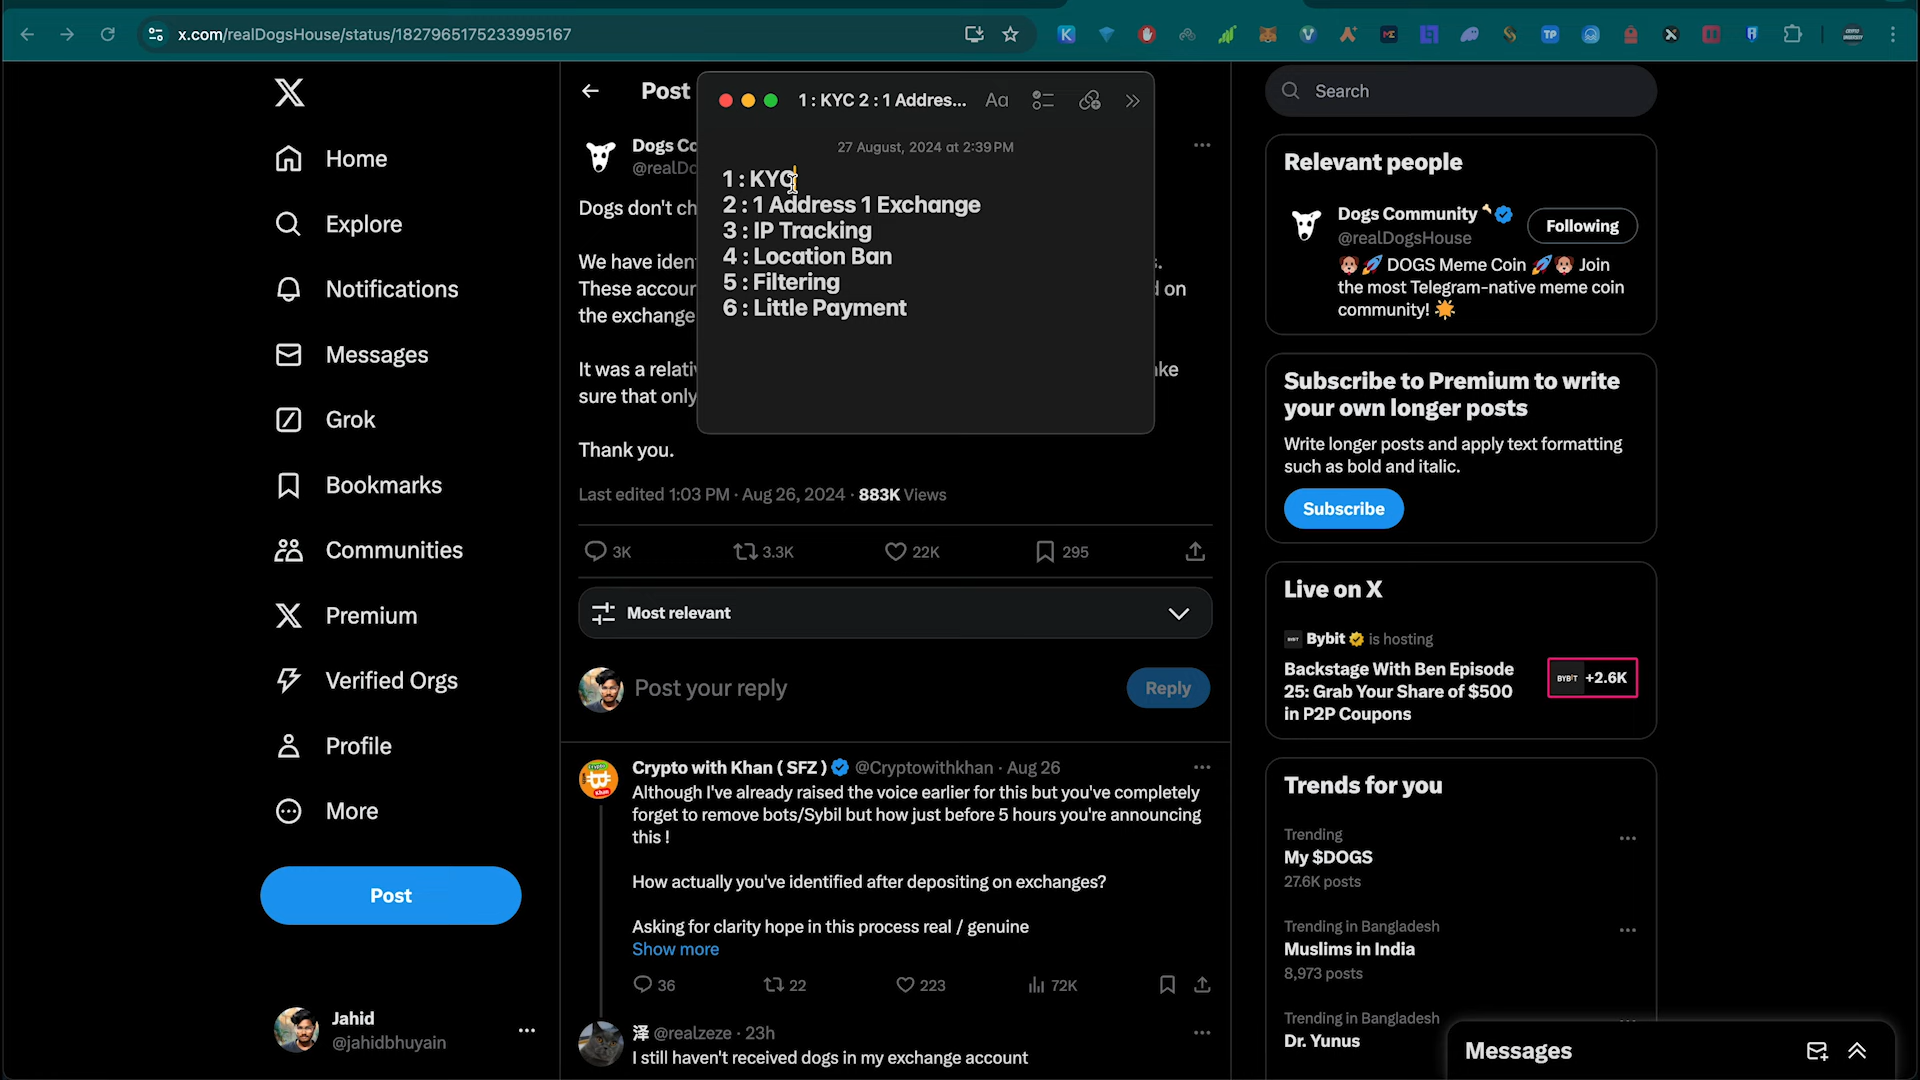 x.com/realDogsHouse/status/1827965175233995167
Home
Explore
Notifications
Messages
Grok
Bookmarks
Communities
Premium
Verified Orgs
Profile
More
Post
Jahid
@jahidbhuyain
Post
Dogs Co
@realD
Dogs don't ch
We have iden
These accour
d on
the exchange
It was a relativ
sure that only
Thank you.
Last edited 1:03 PM · Aug 26, 2024 · 883K Views
3K 3.3K 22K 295
Most relevant
Post your reply
Reply
Crypto with Khan ( SFZ ) @Cryptowithkhan · Aug 26
Although I've already raised the voice earlier for this but you've completely
forget to remove bots/Sybil but how just before 5 hours you're announcing
this !
How actually you've identified after depositing on exchanges?
Asking for clarity hope in this process real / genuine
Show more
36 22 223 72K
泽 @realzeze · 23h
I still haven't received dogs in my exchange account
1 : KYC 2 : 1 Addres... Aa
27 August, 2024 at 2:39 PM
1 : KYC
2 : 1 Address 1 Exchange
3 : IP Tracking
4 : Location Ban
5 : Filtering
6 : Little Payment
Search
Relevant people
Dogs Community
@realDogsHouse
Following
DOGS Meme Coin Join
the most Telegram-native meme coin
community!
Subscribe to Premium to write
your own longer posts
Write longer posts and apply text formatting
such as bold and italic.
Subscribe
Live on X
Bybit is hosting
Backstage With Ben Episode
25: Grab Your Share of $500
in P2P Coupons
BYBIT +2.6K
Trends for you
Trending
My $DOGS
27.6K posts
Trending in Bangladesh
Muslims in India
8,973 posts
Trending in Bangladesh
Dr. Yunus
Messages